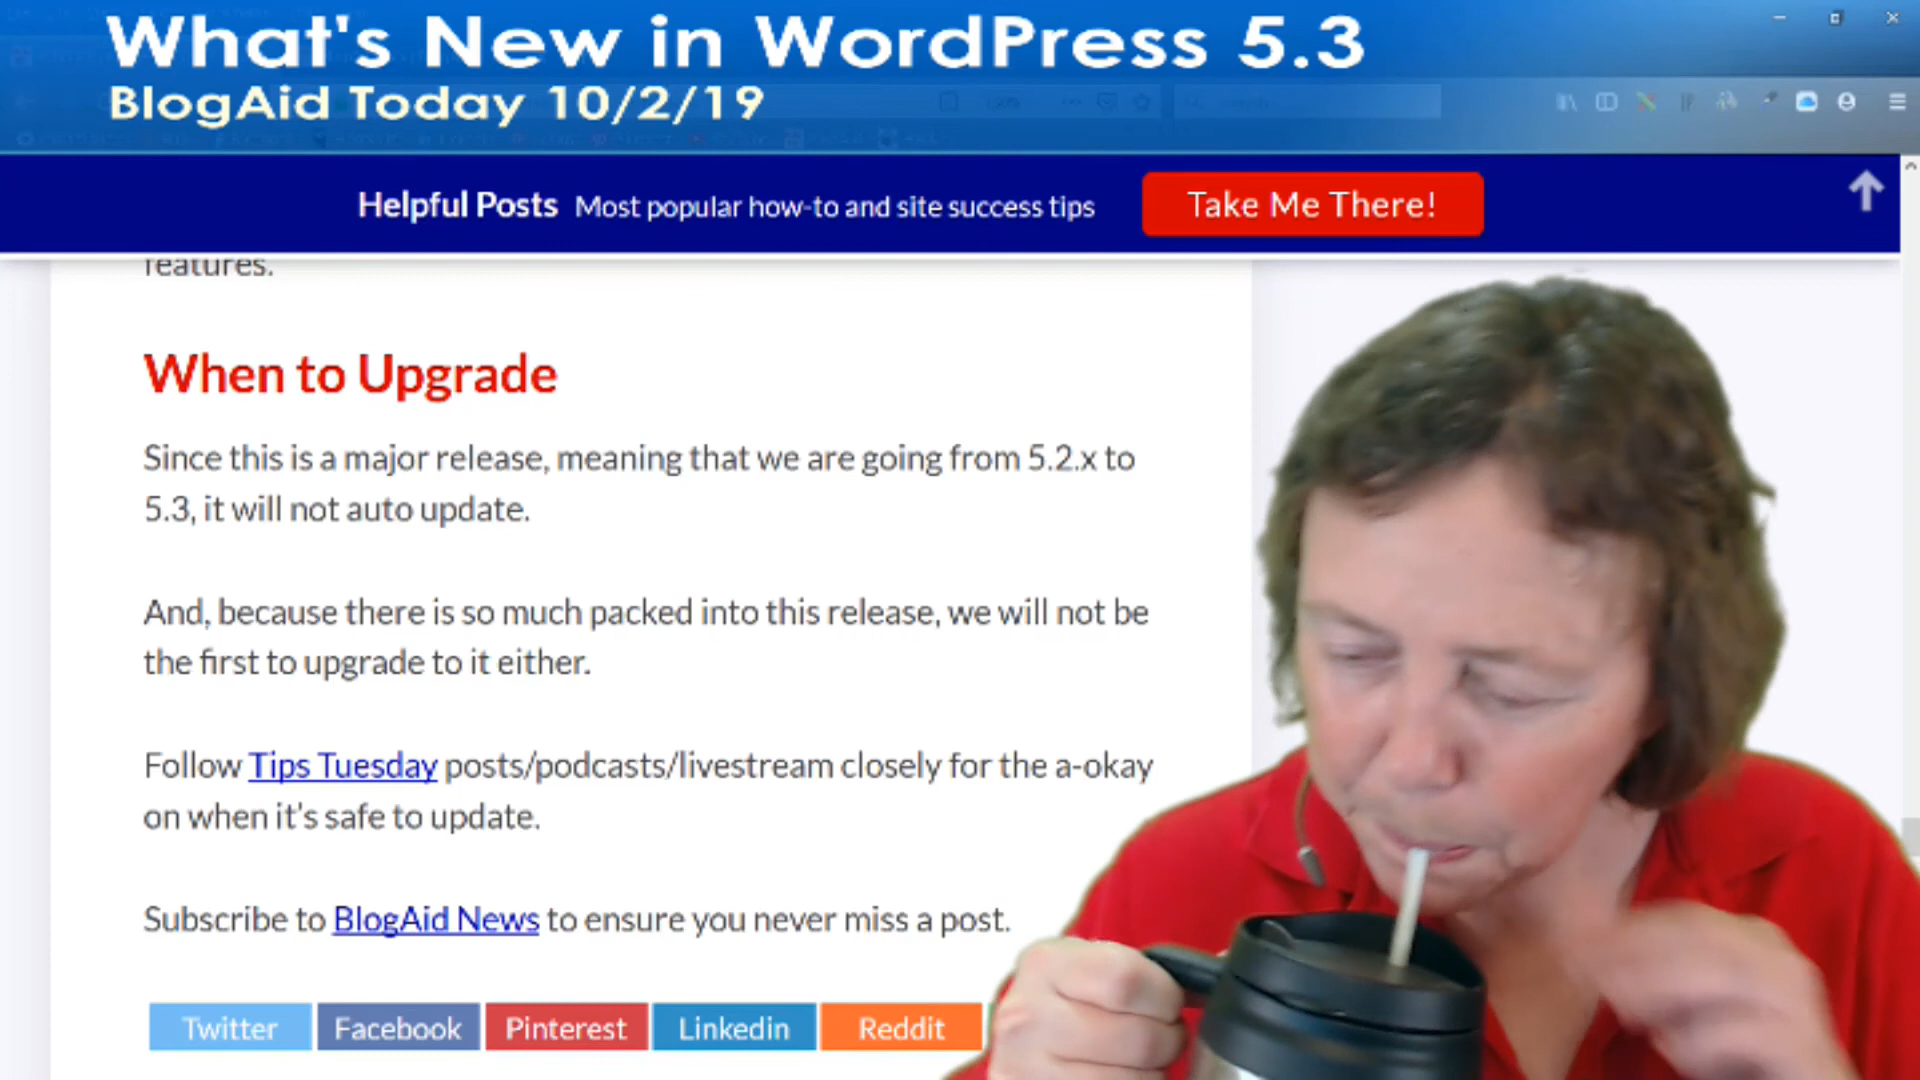 What's New in WordPress 5.3
BlogAid Today 10/2/19
Helpful Posts Most popular how-to and site success tips Take Me There!
features.
When to Upgrade
Since this is a major release, meaning that we are going from 5.2.x to
5.3, it will not auto update.
And, because there is so much packed into this release, we will not be
the first to upgrade to it either.
Follow Tips Tuesday posts/podcasts/livestream closely for the a-okay
on when it's safe to update.
Subscribe to BlogAid News to ensure you never miss a post.
Twitter Facebook Pinterest Linkedin Reddit